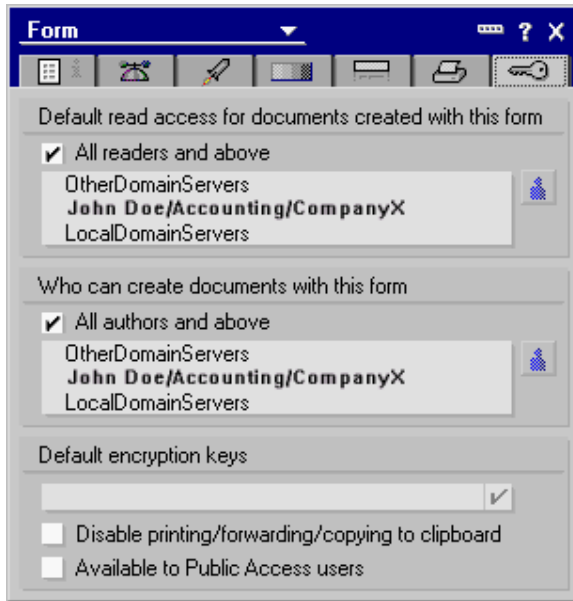 Form
Default read access for documents created with this form
All readers and above
OtherDomainServers
John Doe/Accounting/CompanyX
LocalDomainServers
Who can create documents with this form
All authors and above
OtherDomainServers
John Doe/Accounting/CompanyX
LocalDomainServers
Default encryption keys
Disable printing/forwarding/copying to clipboard
Available to Public Access users